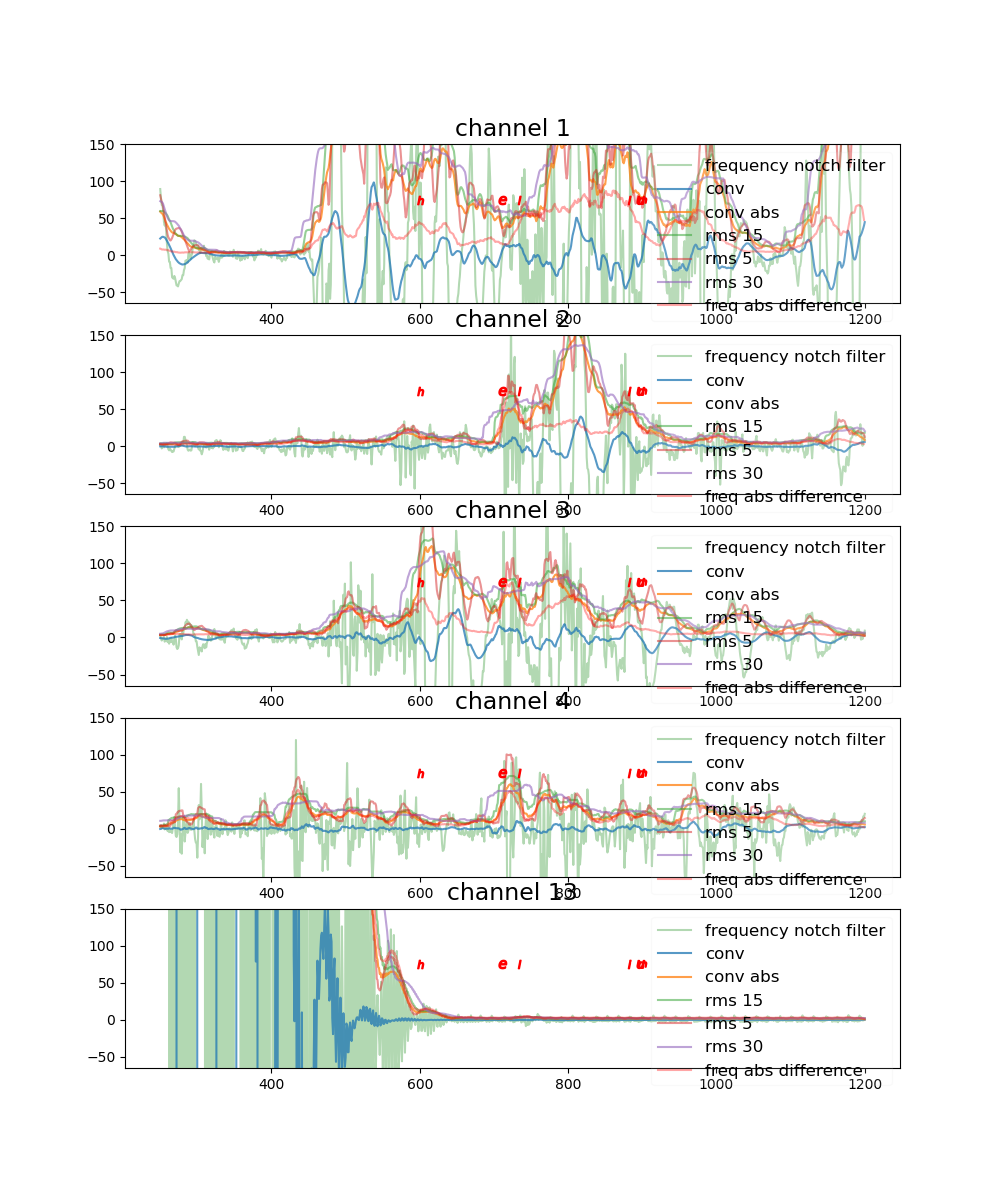 channel 1
150
100
50
0
−50
400
600
800
1000
1200
frequency notch filter
conv
conv abs
rms 15
rms 5
rms 30
freq abs difference
h
e
l
l
channel 2
150
100
50
0
−50
400
600
800
1000
1200
frequency notch filter
conv
conv abs
rms 15
rms 5
rms 30
freq abs difference
h
e
l
l
channel 3
150
100
50
0
−50
400
600
800
1000
1200
frequency notch filter
conv
conv abs
rms 15
rms 5
rms 30
freq abs difference
h
e
l
l
channel 4
150
100
50
0
−50
400
600
800
1000
1200
frequency notch filter
conv
conv abs
rms 15
rms 5
rms 30
freq abs difference
h
e
l
l
channel 13
150
100
50
0
−50
400
600
800
1000
1200
frequency notch filter
conv
conv abs
rms 15
rms 5
rms 30
freq abs difference
h
e
l
l